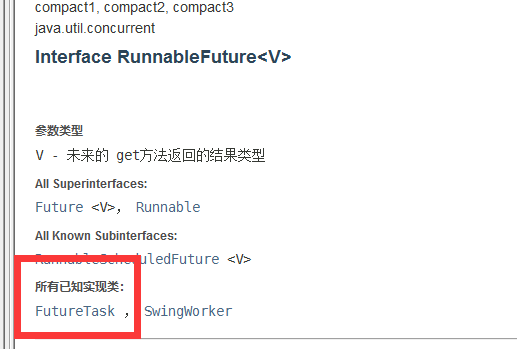 compact1, compact2, compact3
java.util.concurrent
Interface RunnableFuture<V>
参数类型
V - 未来的 get方法返回的结果类型
All Superinterfaces:
Future <V>， Runnable
All Known Subinterfaces:
RunnableScheduledFuture <V>
所有已知实现类：
FutureTask ， SwingWorker